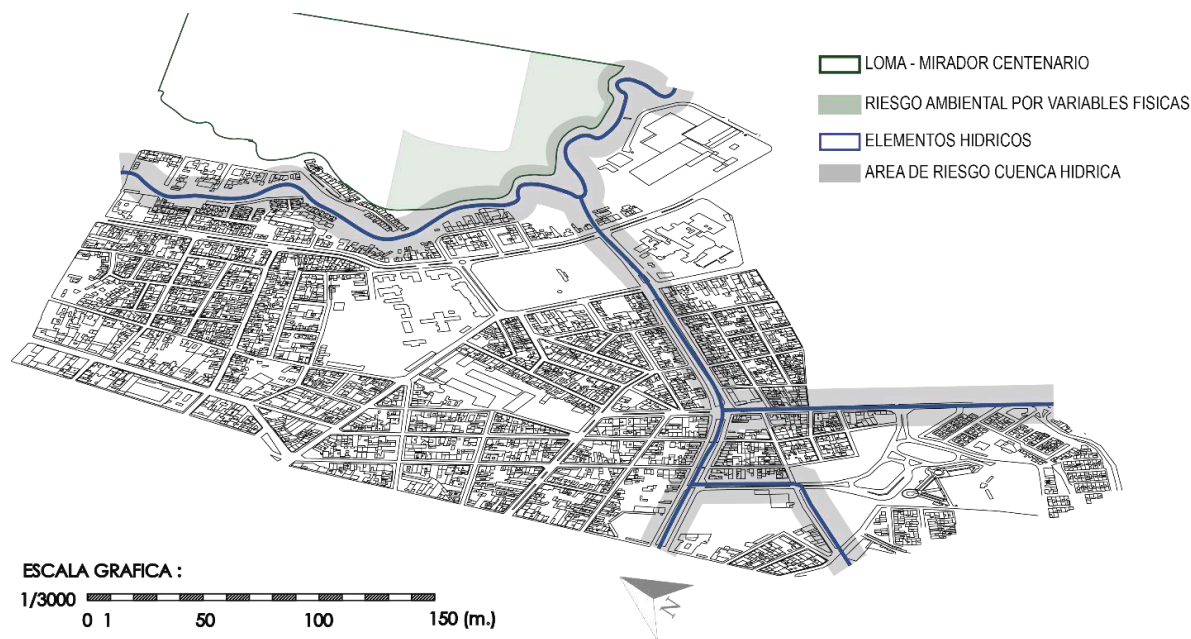 LOMA - MIRADOR CENTENARIO
RIESGO AMBIENTAL POR VARIABLES FISICAS
ELEMENTOS HIDRICOS
AREA DE RIESGO CUENCA HIDRICA
ESCALA GRAFICA :
1/3000
0 1 50 100 150 (m.)
N